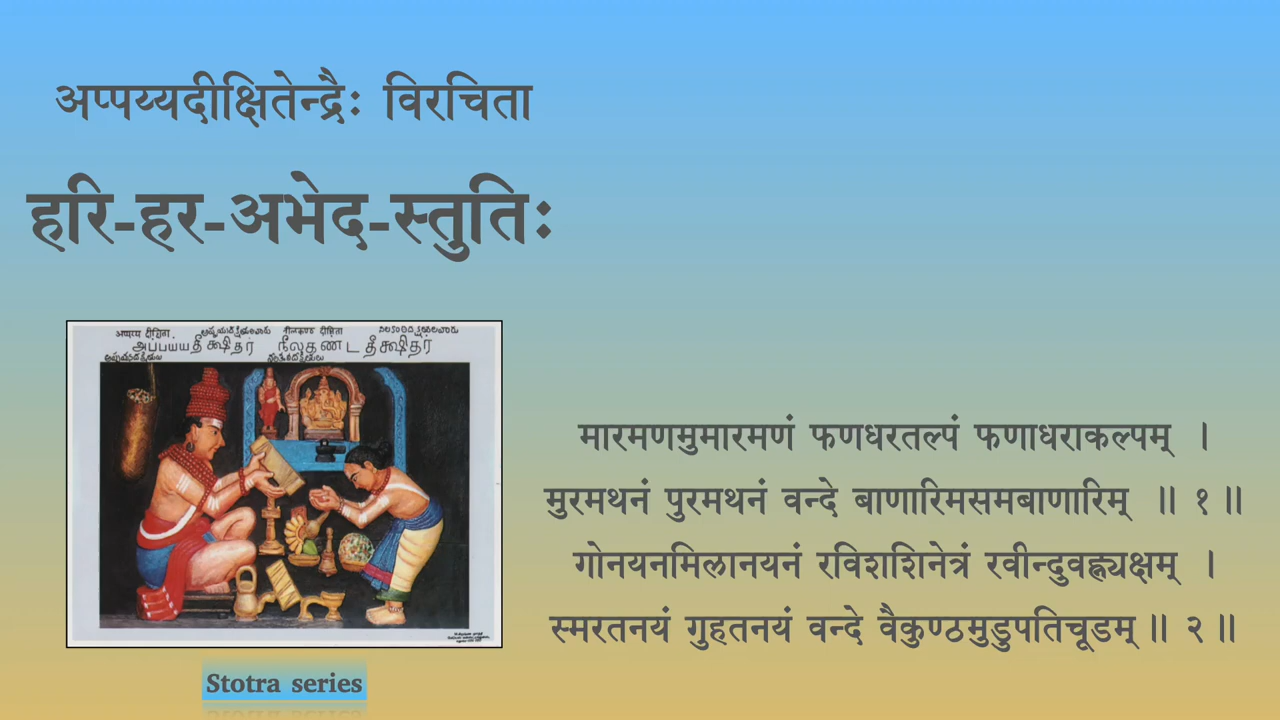 अप्पय्यदीक्षितेन्द्रैः विरचिता
हरि-हर-अभेद-स्तुतिः
अप्पय्य दीक्षित
அப்பய்ய தீக்ஷிதர் நீலகண்ட தீக்ஷிதர்
मारमणमुमारमणं फणधरतल्पं फणाधराकल्पम् ।
मुरमथनं पुरमथनं वन्दे बाणारिमसमबाणारिम् ॥ १ ॥
गोनयनमिलानयनं रविशशिनेत्रं रवीन्दुवह्न्यक्षम् ।
स्मरतनयं गुहतनयं वन्दे वैकुण्ठमुडुपतिचूडम् ॥ २ ॥
Stotra series